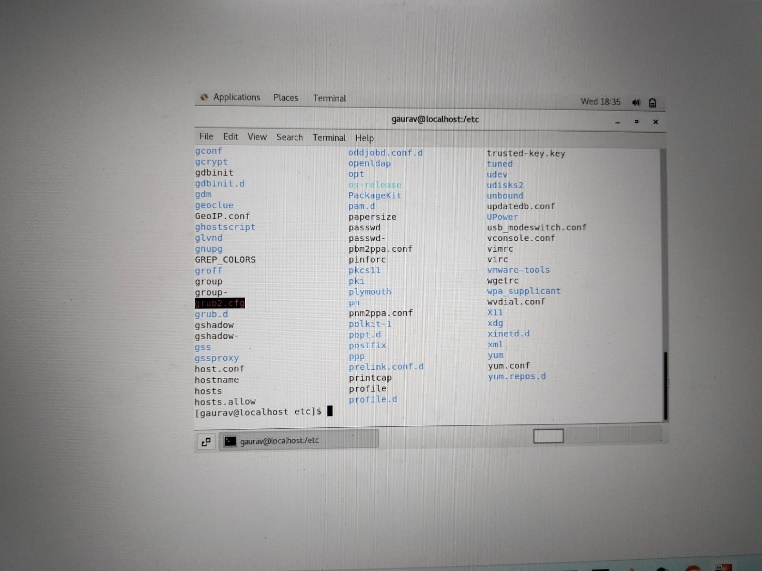 Applications Places Terminal Wed 18:35
gaurav@localhost:/etc
File Edit View Search Terminal Help
gconf oddjobd.conf.d trusted-key.key
gcrypt openldap tuned
gdbinit opt udev
gdbinit.d os-release udisks2
gdm PackageKit unbound
geoclue pam.d updatedb.conf
GeoIP.conf papersize UPower
ghostscript passwd usb_modeswitch.conf
glvnd passwd- vconsole.conf
gnupg pbm2ppa.conf vimrc
GREP_COLORS pinforc virc
groff pkcs11 vmware-tools
group pki wgetrc
group- plymouth wpa_supplicant
grub2.cfg pm wvdial.conf
grub.d pnm2ppa.conf X11
gshadow polkit-1 xdg
gshadow- popt.d xinetd.d
gss postfix xml
gssproxy ppp yum
host.conf prelink.conf.d yum.conf
hostname printcap yum.repos.d
hosts profile
hosts.allow profile.d
[gaurav@localhost etc]$
gaurav@localhost:/etc